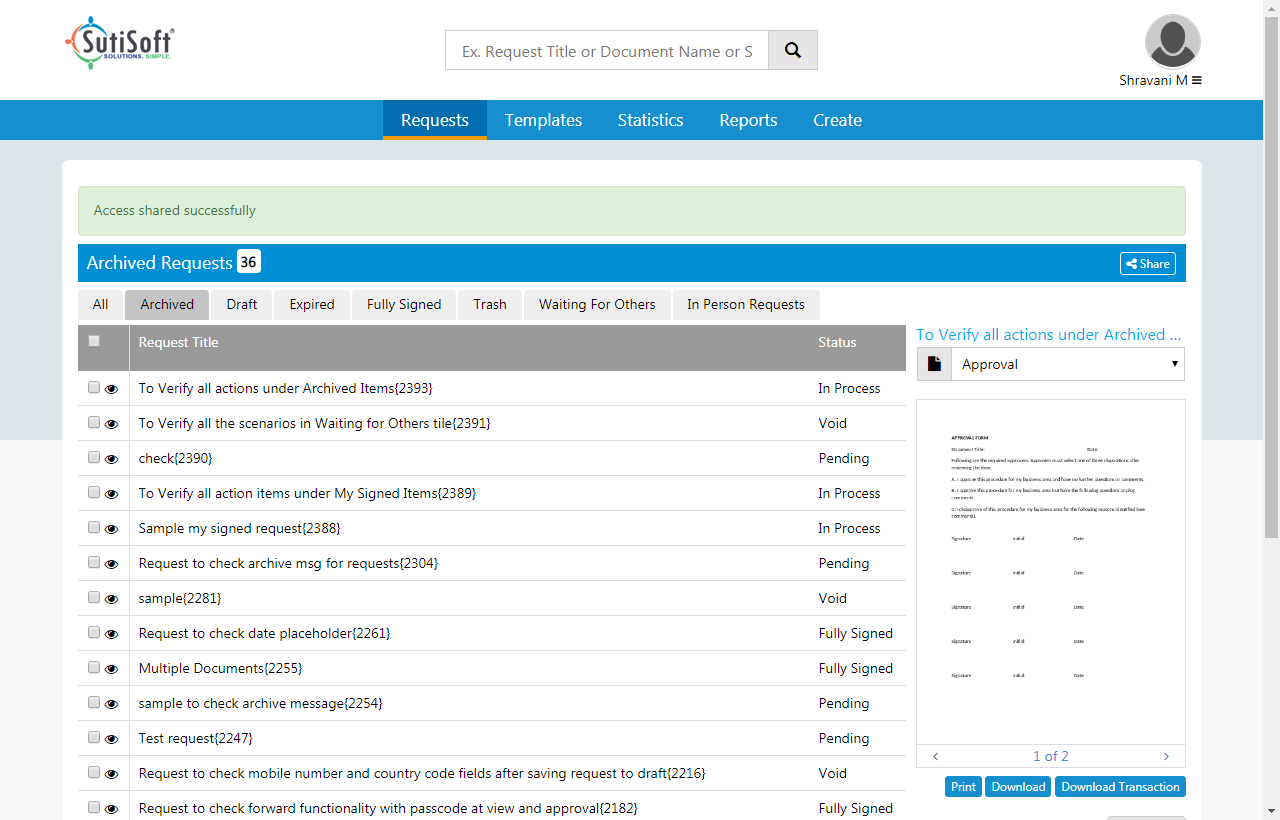 SutiSoft®
SOLUTIONS. SIMPLE.
Ex. Request Title or Document Name or S
Shravani M
Requests Templates Statistics Reports Create
Access shared successfully
Archived Requests 36 Share
All Archived Draft Expired Fully Signed Trash Waiting For Others In Person Requests
Request Title Status
To Verify all actions under Archived Items{2393} In Process
To Verify all the scenarios in Waiting for Others tile{2391} Void
check{2390} Pending
To Verify all action items under My Signed Items{2389} In Process
Sample my signed request{2388} In Process
Request to check archive msg for requests{2304} Pending
sample{2281} Void
Request to check date placeholder{2261} Fully Signed
Multiple Documents{2255} Fully Signed
sample to check archive message{2254} Pending
Test request{2247} Pending
Request to check mobile number and country code fields after saving request to draft{2216} Void
Request to check forward functionality with passcode at view and approval{2182} Fully Signed
To Verify all actions under Archived ...
Approval
APPROVAL FORM
Document Title: Date:
Following are the required approvers. Approvers must select one of three dispositions after
reviewing the item:
A. I approve this procedure for my business area and have no further questions or comments.
B. I approve this procedure for my business area but have the following questions and/or
comments.
C. I disapprove of this procedure for my business area for the following reasons identified (see
comments).
Signature Initial Date
Signature Initial Date
Signature Initial Date
Signature Initial Date
Signature Initial Date
1 of 2
Print Download Download Transaction